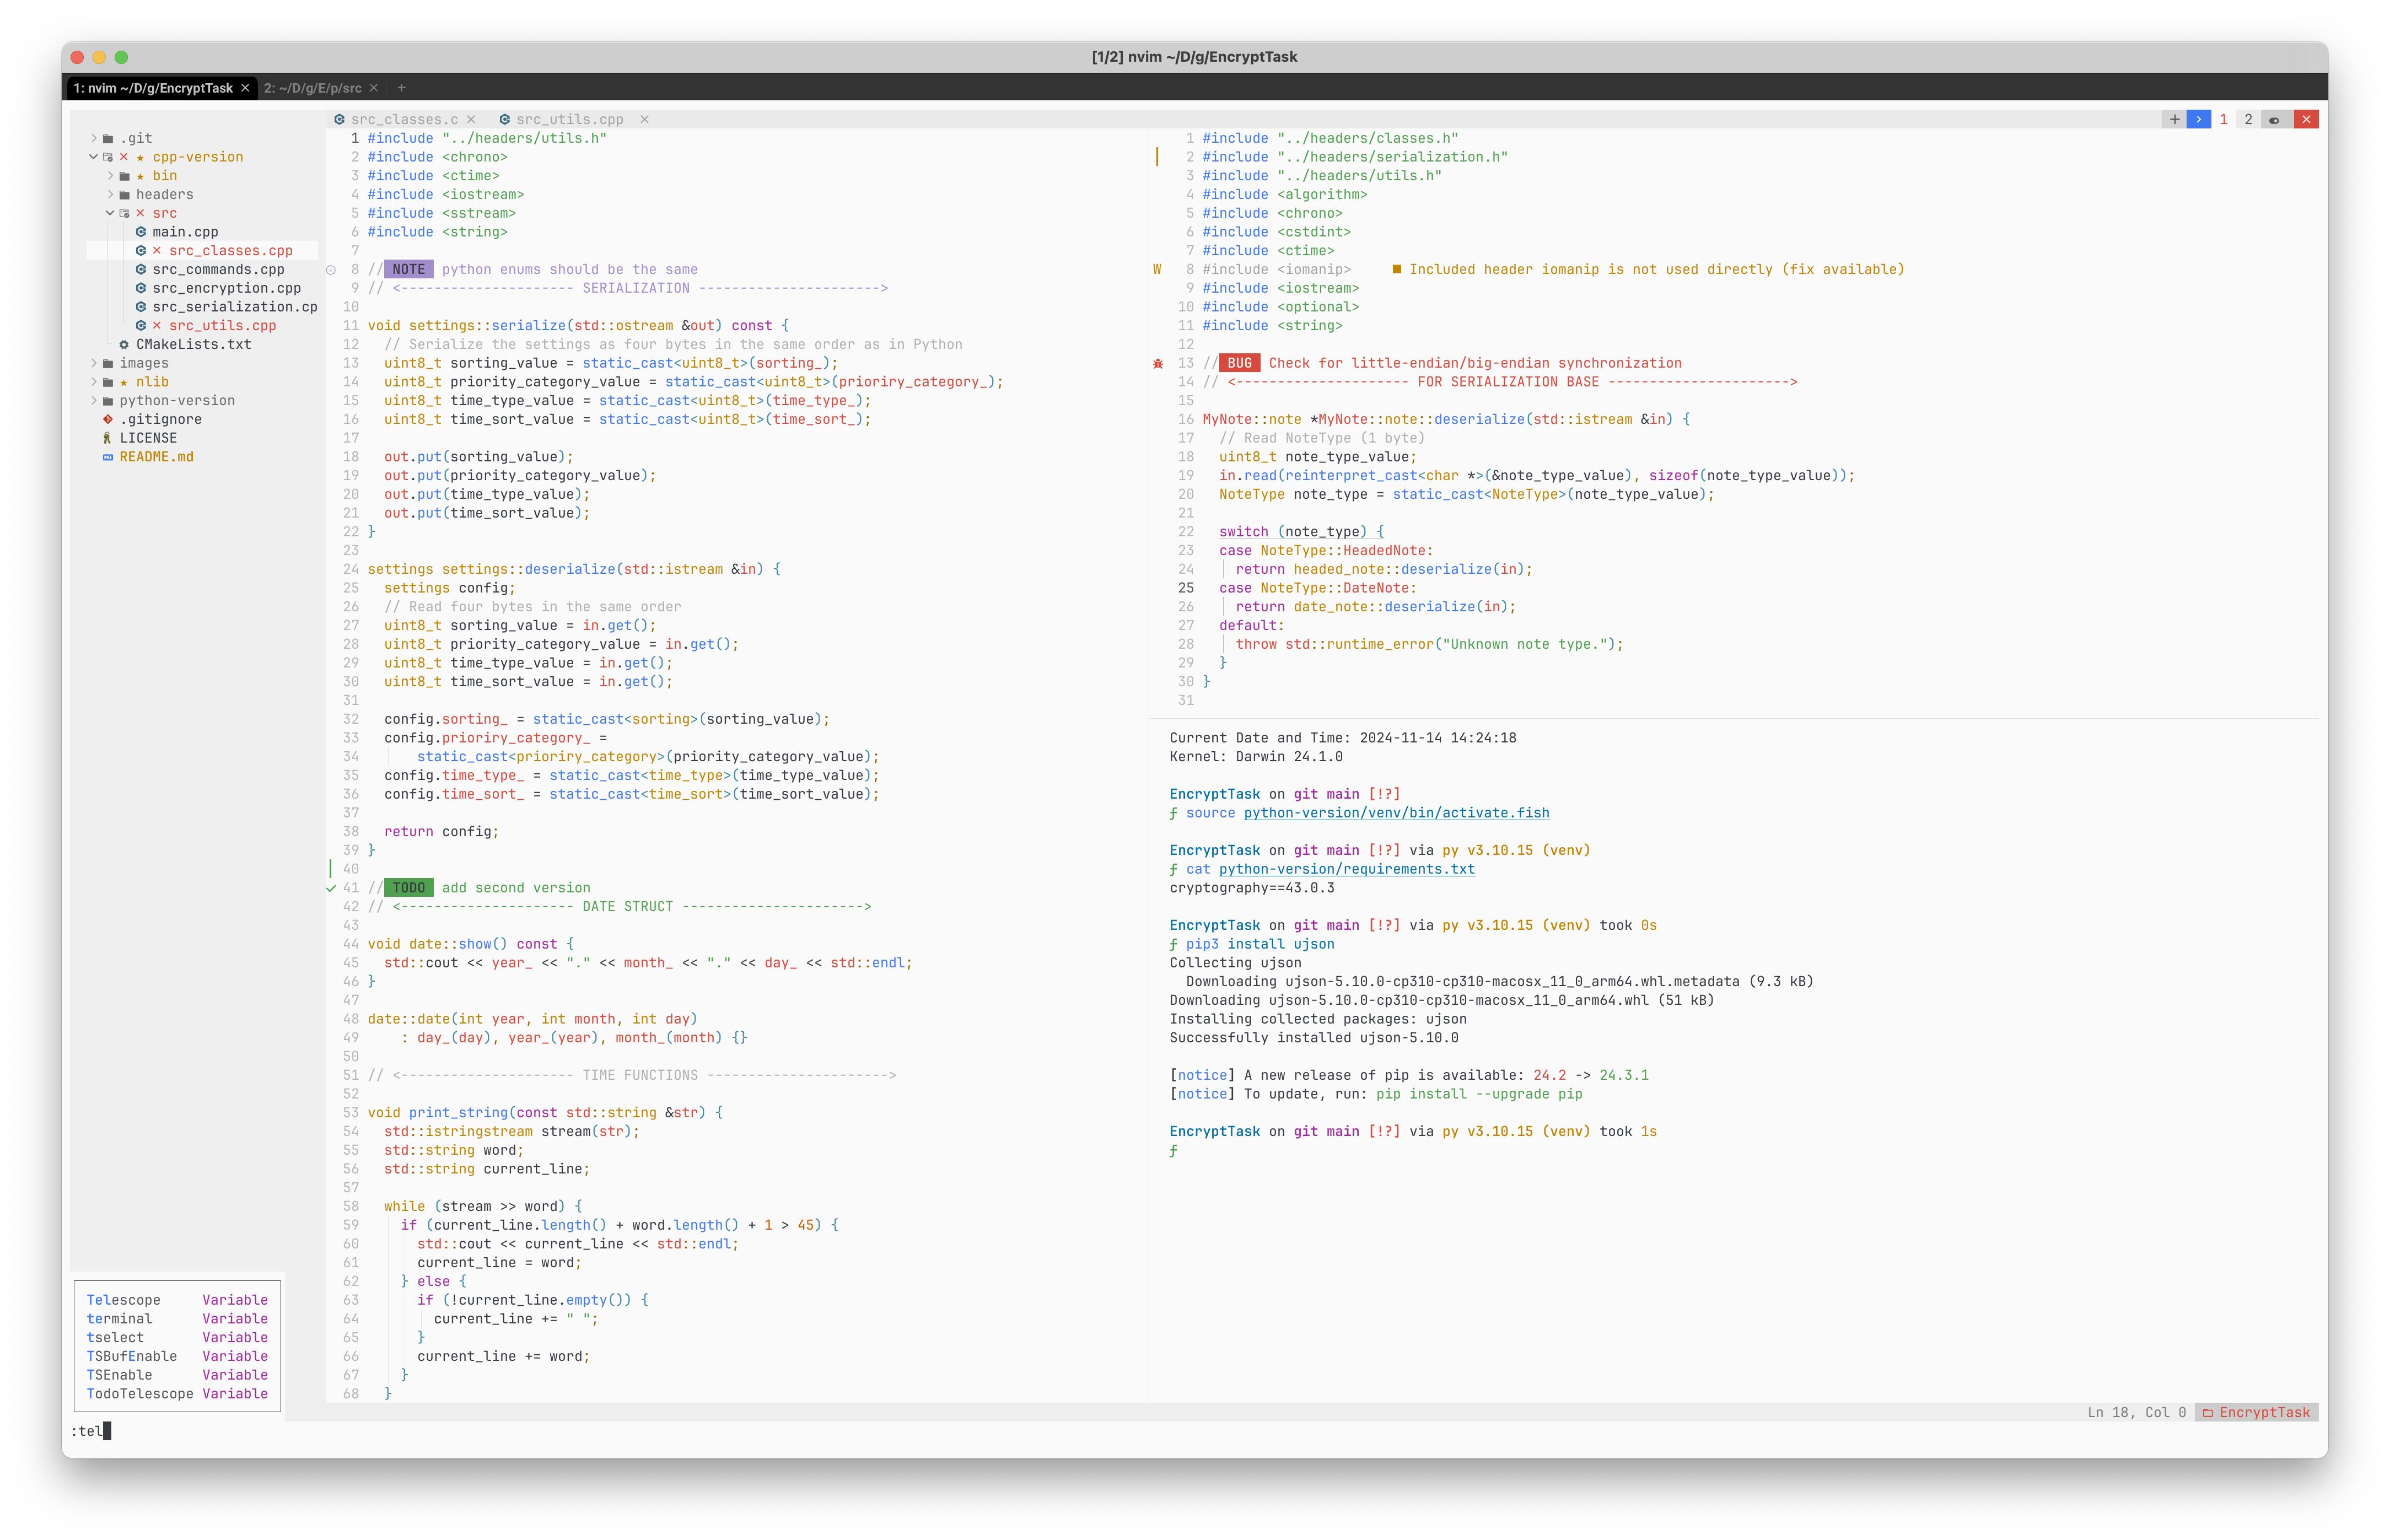 [1/2] nvim ~/D/g/EncryptTask
1: nvim ~/D/g/EncryptTask × 2: ~/D/g/E/p/src × +
.git
cpp-version
bin
headers
src
main.cpp
src_classes.cpp
src_commands.cpp
src_encryption.cpp
src_serialization.cp
src_utils.cpp
CMakeLists.txt
images
nlib
python-version
.gitignore
LICENSE
README.md
src_classes.c × src_utils.cpp ×
1 #include "../headers/utils.h"
2 #include <chrono>
3 #include <ctime>
4 #include <iostream>
5 #include <sstream>
6 #include <string>
7
8 // NOTE python enums should be the same
9 // <--------------------- SERIALIZATION ---------------------->
10
11 void settings::serialize(std::ostream &out) const {
12   // Serialize the settings as four bytes in the same order as in Python
13   uint8_t sorting_value = static_cast<uint8_t>(sorting_);
14   uint8_t priority_category_value = static_cast<uint8_t>(prioriry_category_);
15   uint8_t time_type_value = static_cast<uint8_t>(time_type_);
16   uint8_t time_sort_value = static_cast<uint8_t>(time_sort_);
17
18   out.put(sorting_value);
19   out.put(priority_category_value);
20   out.put(time_type_value);
21   out.put(time_sort_value);
22 }
23
24 settings settings::deserialize(std::istream &in) {
25   settings config;
26   // Read four bytes in the same order
27   uint8_t sorting_value = in.get();
28   uint8_t priority_category_value = in.get();
29   uint8_t time_type_value = in.get();
30   uint8_t time_sort_value = in.get();
31
32   config.sorting_ = static_cast<sorting>(sorting_value);
33   config.prioriry_category_ =
34       static_cast<prioriry_category>(priority_category_value);
35   config.time_type_ = static_cast<time_type>(time_type_value);
36   config.time_sort_ = static_cast<time_sort>(time_sort_value);
37
38   return config;
39 }
40
41 // TODO add second version
42 // <--------------------- DATE STRUCT ---------------------->
43
44 void date::show() const {
45   std::cout << year_ << "." << month_ << "." << day_ << std::endl;
46 }
47
48 date::date(int year, int month, int day)
49     : day_(day), year_(year), month_(month) {}
50
51 // <--------------------- TIME FUNCTIONS ---------------------->
52
53 void print_string(const std::string &str) {
54   std::istringstream stream(str);
55   std::string word;
56   std::string current_line;
57
58   while (stream >> word) {
59     if (current_line.length() + word.length() + 1 > 45) {
60       std::cout << current_line << std::endl;
61       current_line = word;
62     } else {
63       if (!current_line.empty()) {
64         current_line += " ";
65       }
66       current_line += word;
67     }
68   }
+ > 1 2 ×
1 #include "../headers/classes.h"
2 #include "../headers/serialization.h"
3 #include "../headers/utils.h"
4 #include <algorithm>
5 #include <chrono>
6 #include <cstdint>
7 #include <ctime>
W 8 #include <iomanip> ■ Included header iomanip is not used directly (fix available)
9 #include <iostream>
10 #include <optional>
11 #include <string>
12
13 // BUG Check for little-endian/big-endian synchronization
14 // <--------------------- FOR SERIALIZATION BASE ---------------------->
15
16 MyNote::note *MyNote::note::deserialize(std::istream &in) {
17   // Read NoteType (1 byte)
18   uint8_t note_type_value;
19   in.read(reinterpret_cast<char *>(&note_type_value), sizeof(note_type_value));
20   NoteType note_type = static_cast<NoteType>(note_type_value);
21
22   switch (note_type) {
23   case NoteType::HeadedNote:
24     return headed_note::deserialize(in);
25   case NoteType::DateNote:
26     return date_note::deserialize(in);
27   default:
28     throw std::runtime_error("Unknown note type.");
29   }
30 }
31
Current Date and Time: 2024-11-14 14:24:18
Kernel: Darwin 24.1.0
EncryptTask on git main [!?]
ƒ source python-version/venv/bin/activate.fish
EncryptTask on git main [!?] via py v3.10.15 (venv)
ƒ cat python-version/requirements.txt
cryptography==43.0.3
EncryptTask on git main [!?] via py v3.10.15 (venv) took 0s
ƒ pip3 install ujson
Collecting ujson
  Downloading ujson-5.10.0-cp310-cp310-macosx_11_0_arm64.whl.metadata (9.3 kB)
Downloading ujson-5.10.0-cp310-cp310-macosx_11_0_arm64.whl (51 kB)
Installing collected packages: ujson
Successfully installed ujson-5.10.0
[notice] A new release of pip is available: 24.2 -> 24.3.1
[notice] To update, run: pip install --upgrade pip
EncryptTask on git main [!?] via py v3.10.15 (venv) took 1s
ƒ
Telescope Variable
terminal Variable
tselect Variable
TSBufEnable Variable
TSEnable Variable
TodoTelescope Variable
Ln 18, Col 0 EncryptTask
:tel